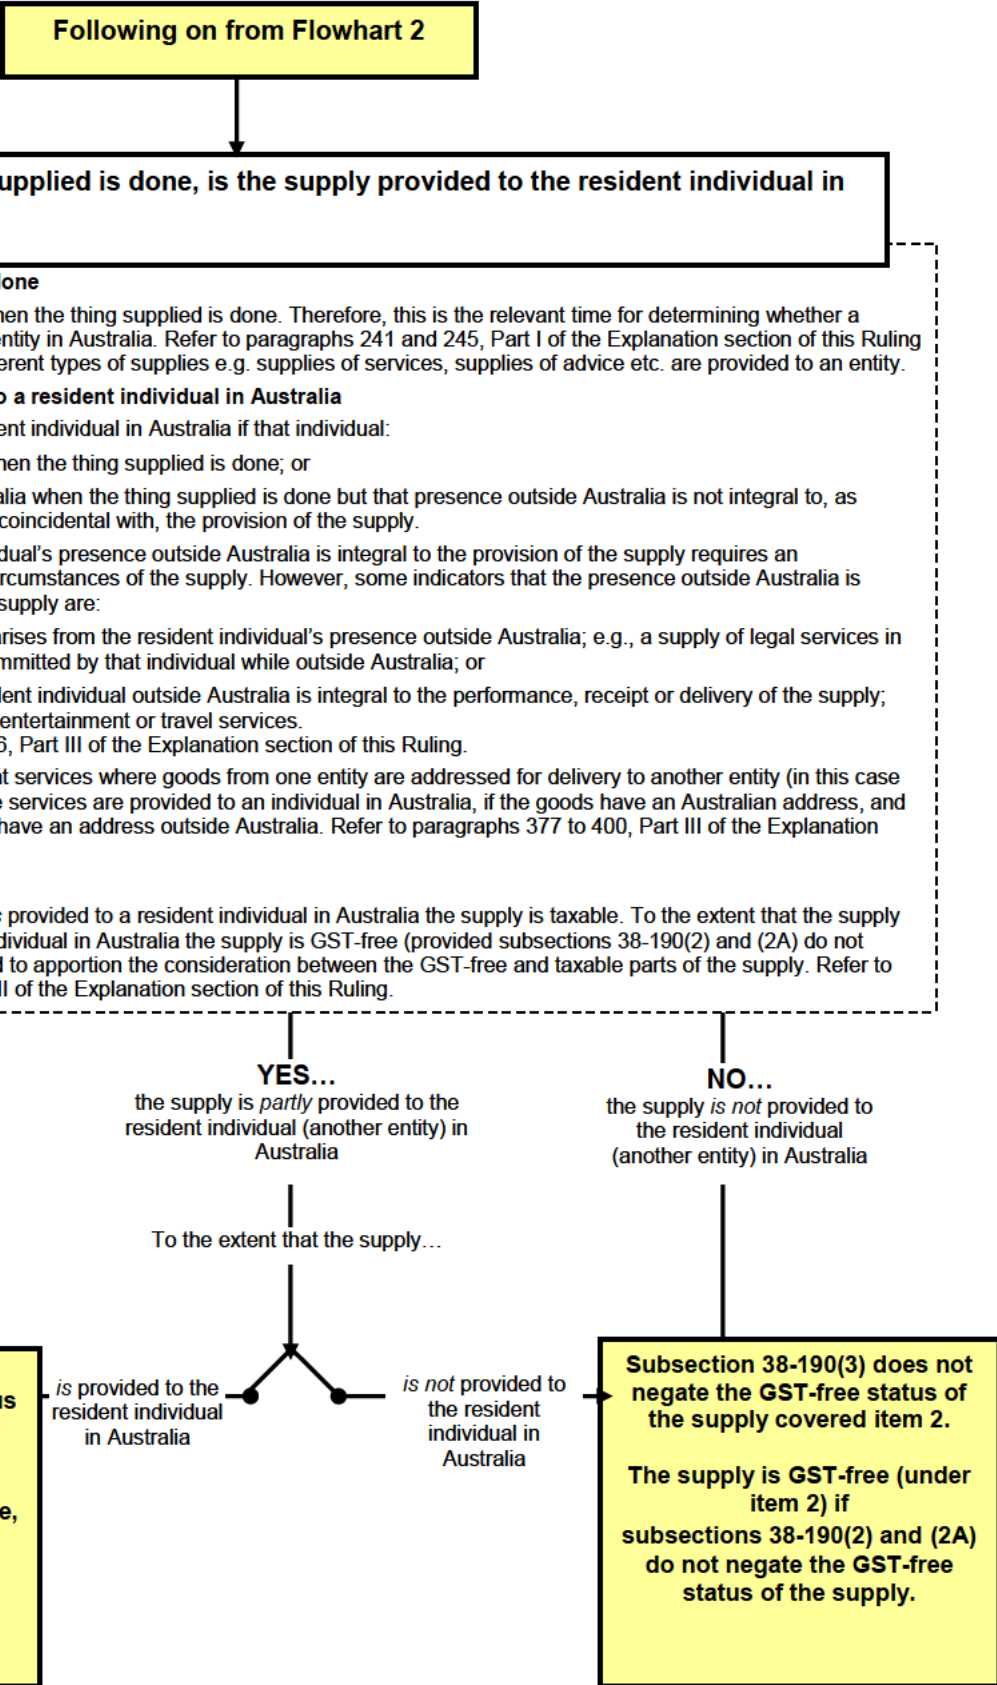 Following on from Flowchart 2
upplied is done, is the supply provided to the resident individual in
lone
hen the thing supplied is done. Therefore, this is the relevant time for determining whether a
entity in Australia. Refer to paragraphs 241 and 245, Part I of the Explanation section of this Ruling
erent types of supplies e.g. supplies of services, supplies of advice etc. are provided to an entity.
o a resident individual in Australia
ent individual in Australia if that individual:
hen the thing supplied is done; or
alia when the thing supplied is done but that presence outside Australia is not integral to, as
coincidental with, the provision of the supply.
idual's presence outside Australia is integral to the provision of the supply requires an
rcumstances of the supply. However, some indicators that the presence outside Australia is
supply are:
arises from the resident individual's presence outside Australia; e.g., a supply of legal services in
mmitted by that individual while outside Australia; or
dent individual outside Australia is integral to the performance, receipt or delivery of the supply;
entertainment or travel services.
6, Part III of the Explanation section of this Ruling.
nt services where goods from one entity are addressed for delivery to another entity (in this case
e services are provided to an individual in Australia, if the goods have an Australian address, and
have an address outside Australia. Refer to paragraphs 377 to 400, Part III of the Explanation
s provided to a resident individual in Australia the supply is taxable. To the extent that the supply
dividual in Australia the supply is GST-free (provided subsections 38-190(2) and (2A) do not
d to apportion the consideration between the GST-free and taxable parts of the supply. Refer to
II of the Explanation section of this Ruling.
YES…
the supply is partly provided to the
resident individual (another entity) in
Australia
NO…
the supply is not provided to
the resident individual
(another entity) in Australia
To the extent that the supply…
us
e,
is provided to the
resident individual
in Australia
is not provided to
the resident
individual in
Australia
Subsection 38-190(3) does not
negate the GST-free status of
the supply covered item 2.
The supply is GST-free (under
item 2) if
subsections 38-190(2) and (2A)
do not negate the GST-free
status of the supply.